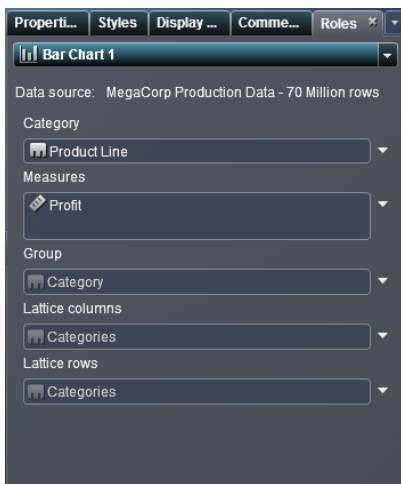 Properti... Styles Display ... Comme... Roles
Bar Chart 1
Data source: MegaCorp Production Data - 70 Million rows
Category
Product Line
Measures
Profit
Group
Category
Lattice columns
Categories
Lattice rows
Categories